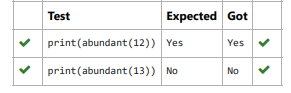 Test Expected Got
print(abundant(12)) Yes Yes
print(abundant(13)) No No